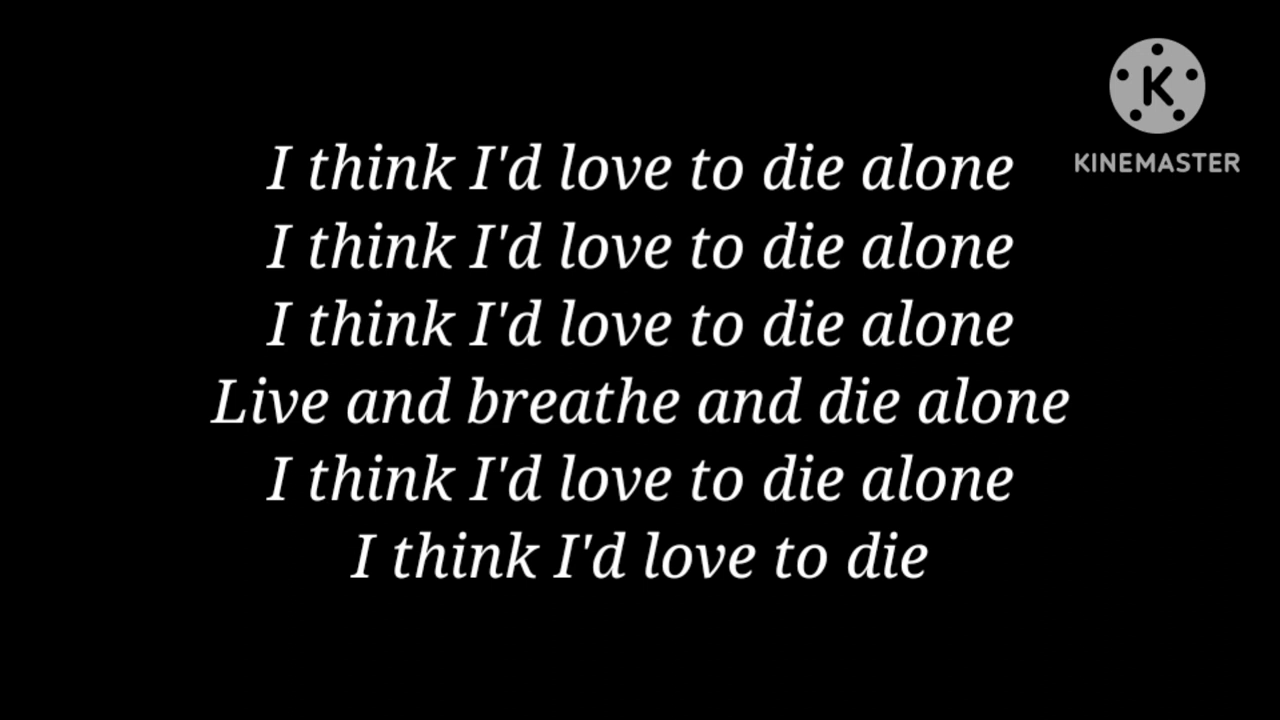 K
KINEMASTER
I think I'd love to die alone
I think I'd love to die alone
I think I'd love to die alone
Live and breathe and die alone
I think I'd love to die alone
I think I'd love to die